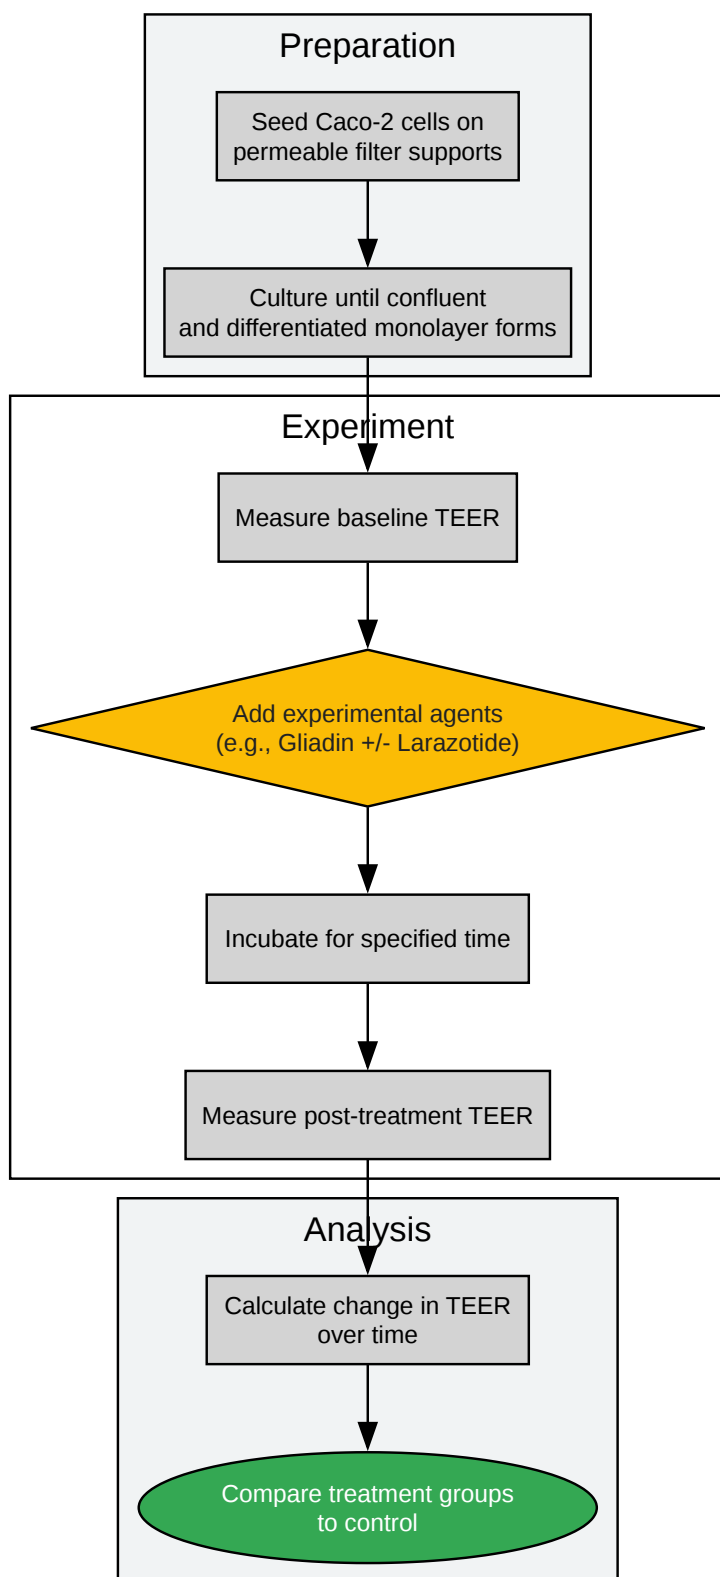 Preparation
Seed Caco-2 cells on
permeable filter supports
Culture until confluent
and differentiated monolayer forms
Experiment
Measure baseline TEER
Add experimental agents
(e.g., Gliadin +/- Larazotide)
Incubate for specified time
Measure post-treatment TEER
Analysis
Calculate change in TEER
over time
Compare treatment groups
to control